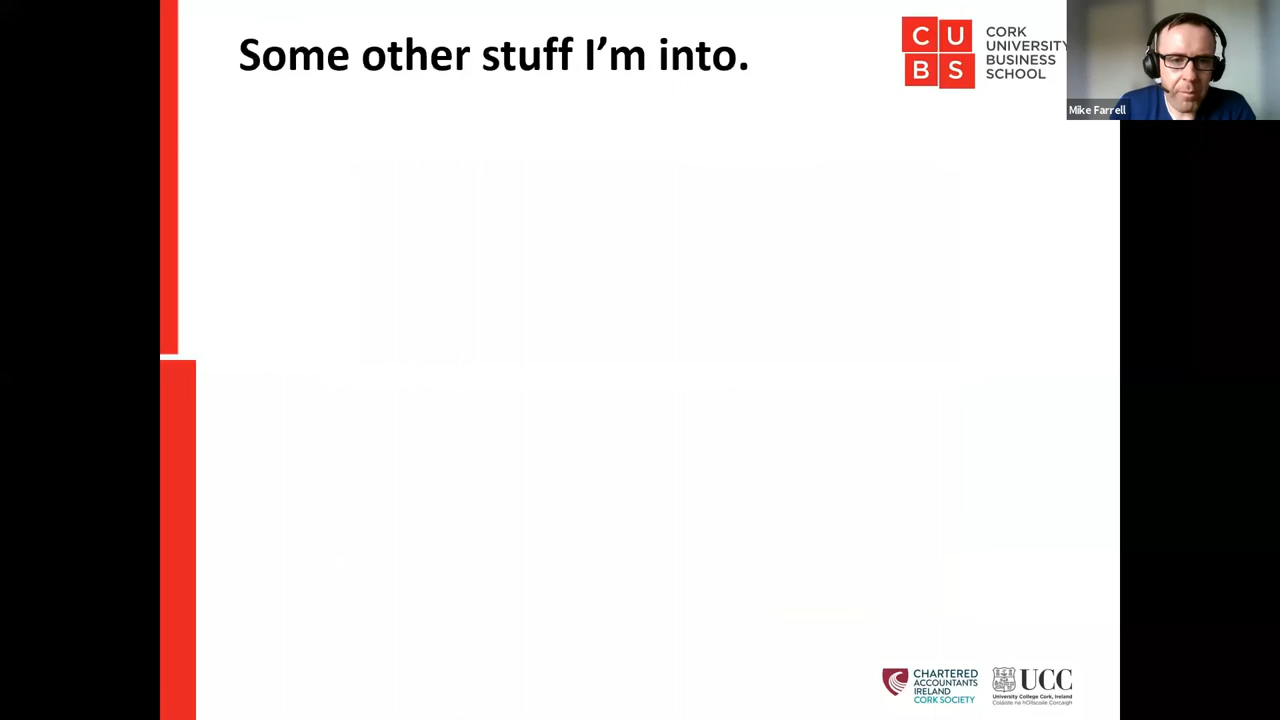 Some other stuff I'm into.
C U
B S
CORK
UNIVERSITY
BUSINESS
SCHOOL
Mike Farrell
CHARTERED
ACCOUNTANTS
IRELAND
CORK SOCIETY
UCC
University College Cork, Ireland
Coláiste na hOllscoile Corcaigh